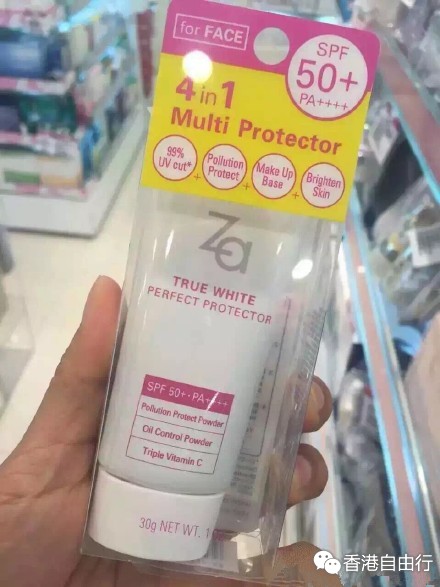 for FACE
SPF
50+
PA++++
4 in 1
Multi Protector
99%
UV cut*
+
Pollution
Protect
+
Make Up
Base
+
Brighten
Skin
Za
TRUE WHITE
PERFECT PROTECTOR
SPF 50+·PA++++
Pollution Protect Powder
Oil Control Powder
Triple Vitamin C
30g NET WT. 1
香港自由行